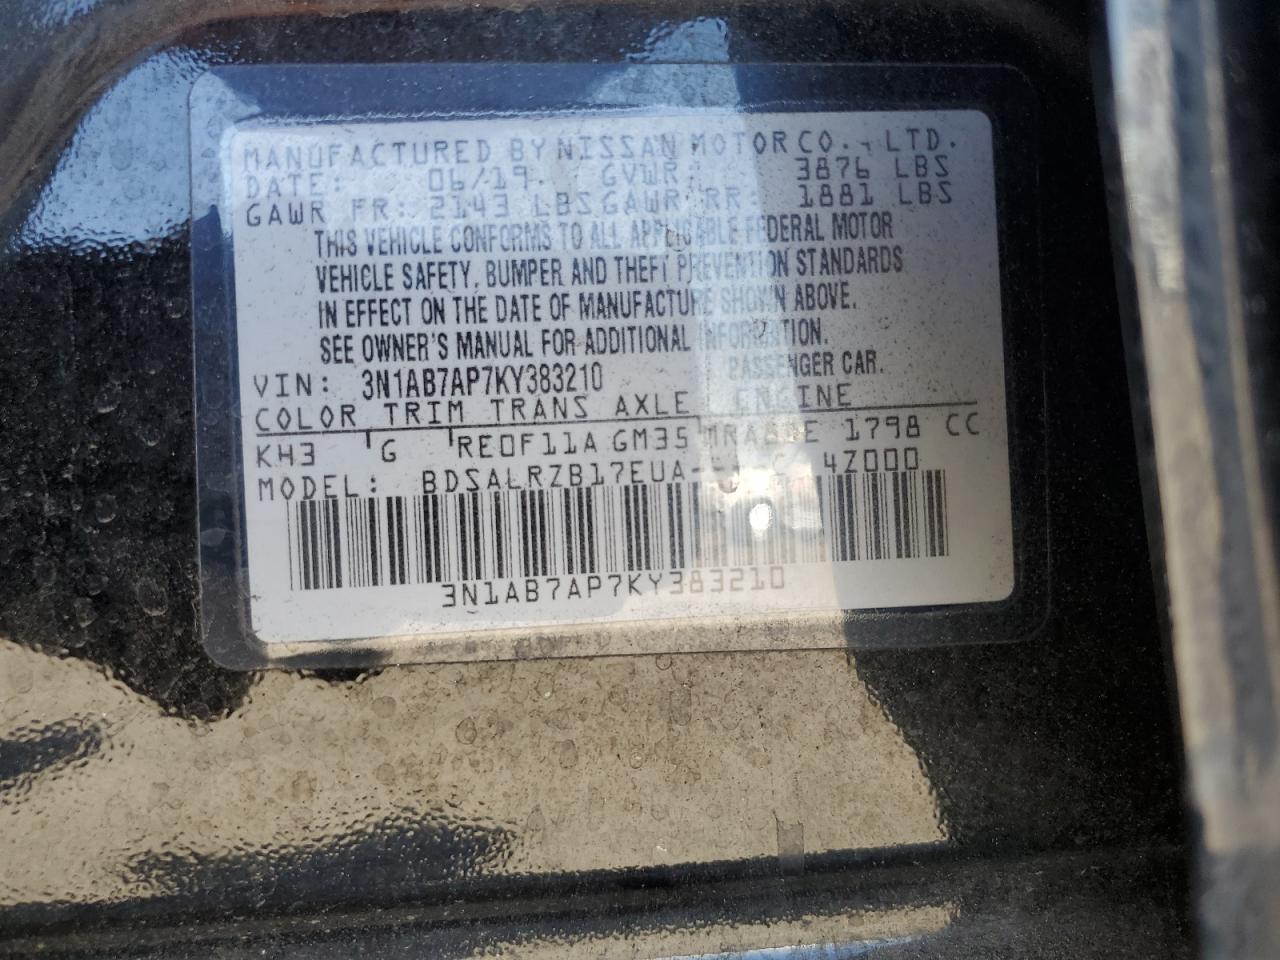 MANUFACTURED BY NISSAN MOTOR CO., LTD.
DATE: 06/19. GVWR: 3876 LBS
GAWR FR: 2143 LBS GAWR RR: 1881 LBS
THIS VEHICLE CONFORMS TO ALL APPLICABLE FEDERAL MOTOR
VEHICLE SAFETY, BUMPER AND THEFT PREVENTION STANDARDS
IN EFFECT ON THE DATE OF MANUFACTURE SHOWN ABOVE.
SEE OWNER'S MANUAL FOR ADDITIONAL INFORMATION.
VIN: 3N1AB7AP7KY383210 PASSENGER CAR.
COLOR TRIM TRANS AXLE ENGINE
KH3 G RE0F11A GM35 MRA8DE 1798 CC
MODEL: BDSALRZB17EUA 4Z000
3N1AB7AP7KY383210